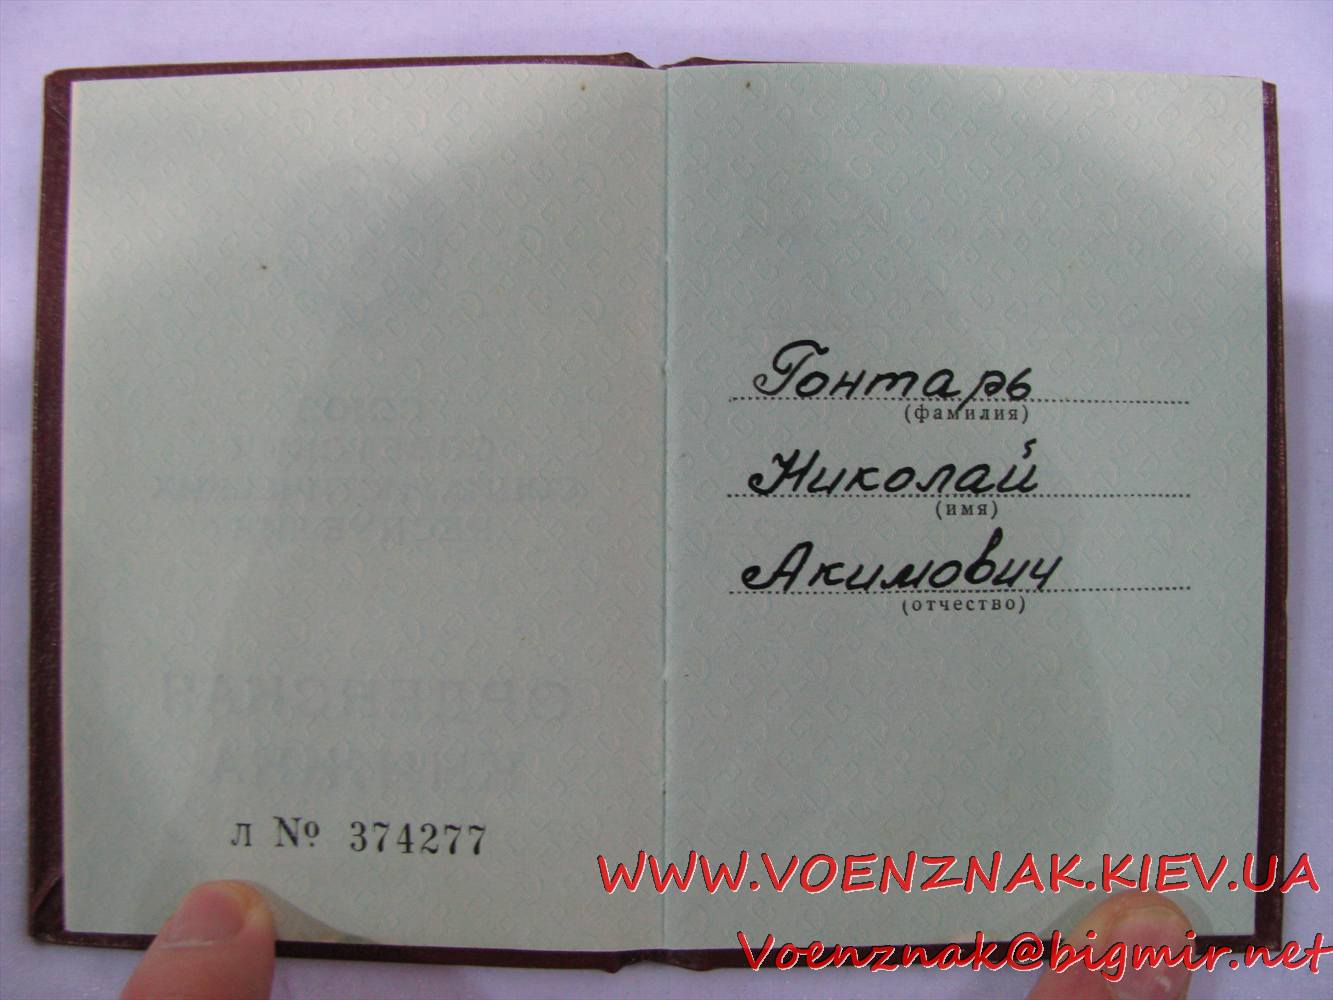 л № 374277
Гонтарь
(фамилия)
Николай
(имя)
Акимович
(отчество)
WWW.VOENZNAK.KIEV.UA
Voenznak@bigmir.net